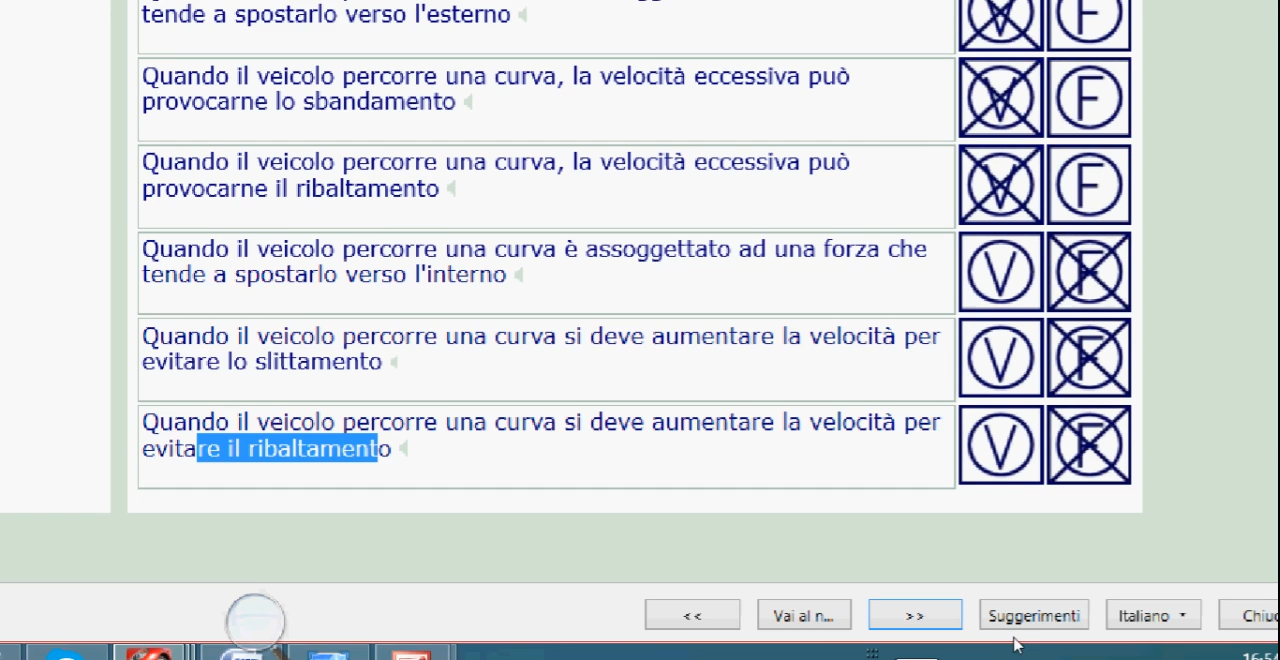 tende a spostarlo verso l'esterno
V F
Quando il veicolo percorre una curva, la velocità eccessiva può
provocarne lo sbandamento
V F
Quando il veicolo percorre una curva, la velocità eccessiva può
provocarne il ribaltamento
V F
Quando il veicolo percorre una curva è assoggettato ad una forza che
tende a spostarlo verso l'interno
V F
Quando il veicolo percorre una curva si deve aumentare la velocità per
evitare lo slittamento
V F
Quando il veicolo percorre una curva si deve aumentare la velocità per
evitare il ribaltamento
V F
<< Vai al n... >> Suggerimenti Italiano Chiu